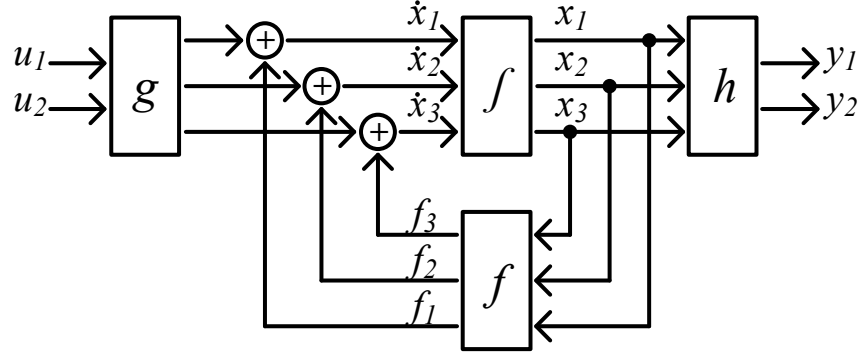 u1 g + ẋ1 ∫ x1 h y1
u2 + ẋ2 x2 y2
+ ẋ3 x3
f3 f
f2
f1